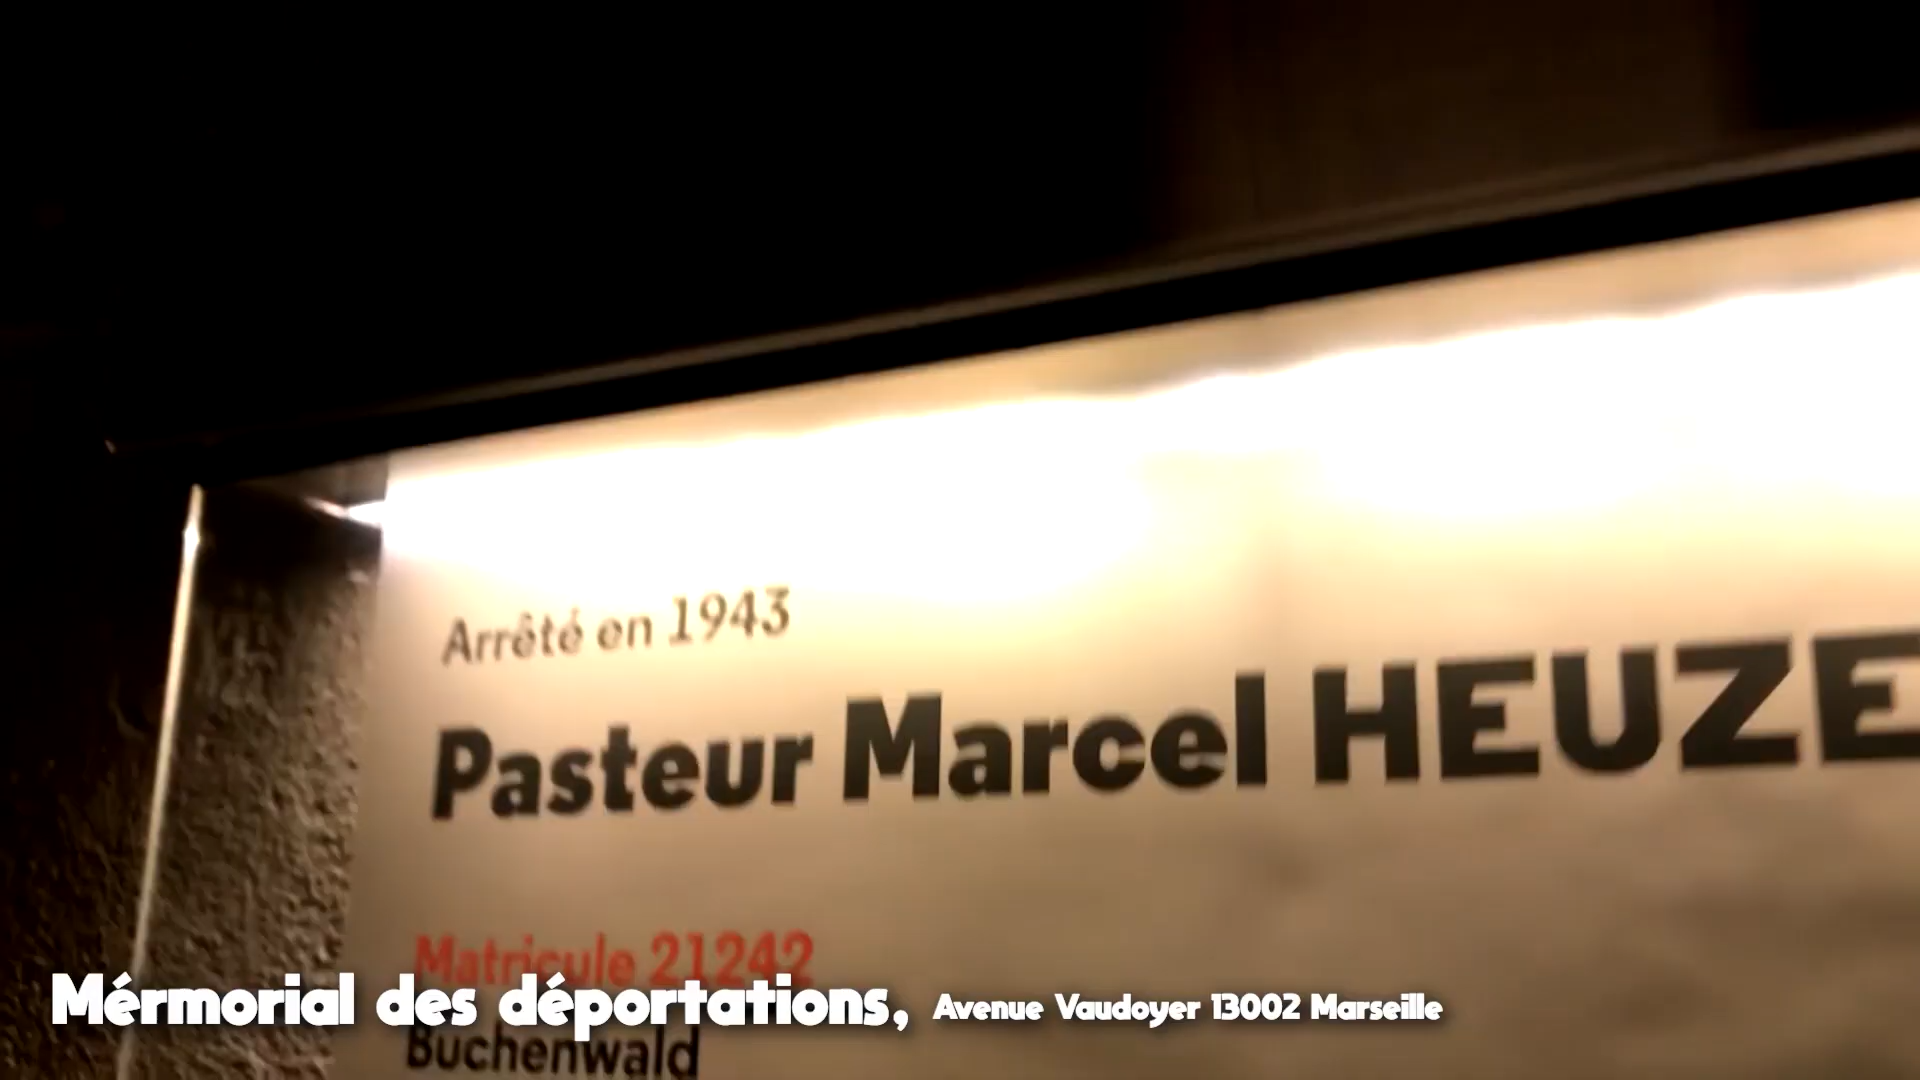 Arrêté en 1943
Pasteur Marcel HEUZE
Matricule 21242
Mérmorial des déportations, Avenue Vaudoyer 13002 Marseille
Buchenwald